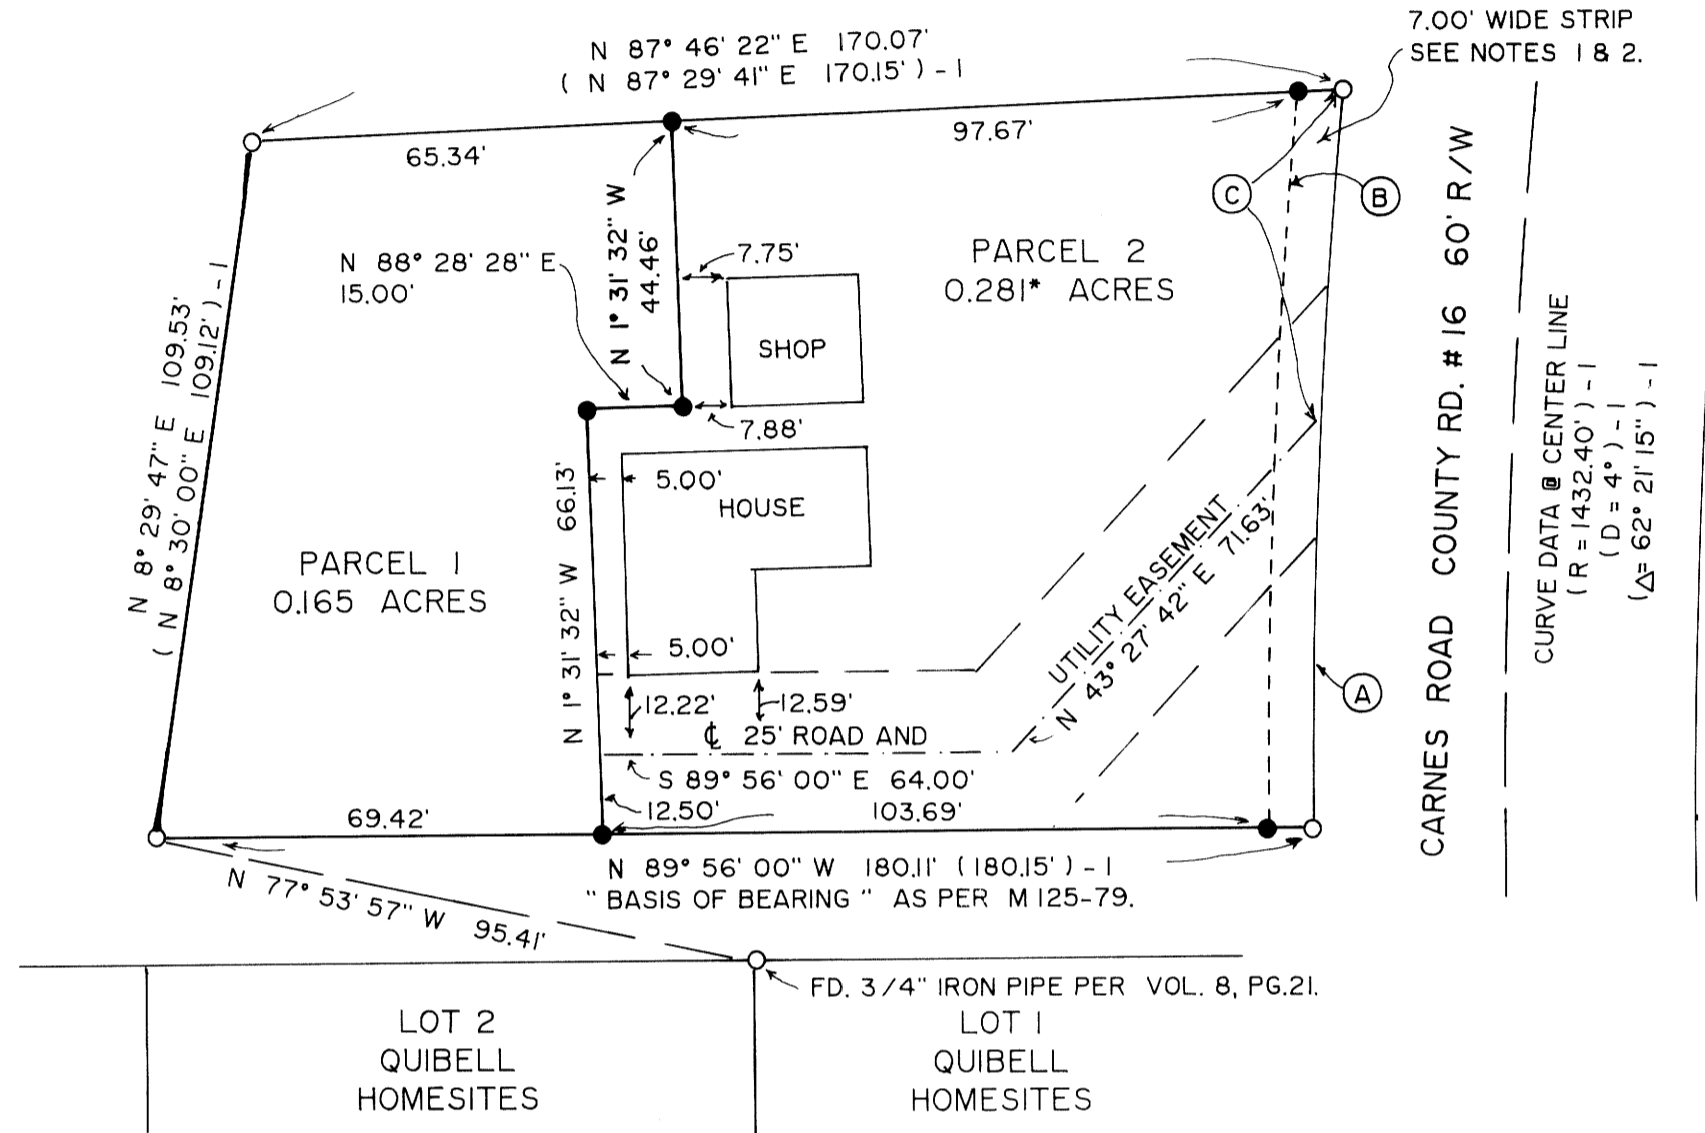 7.00' WIDE STRIP
SEE NOTES 1 & 2.
N 87° 46' 22" E 170.07'
( N 87° 29' 41" E 170.15' ) - 1
65.34'
97.67'
N 1° 31' 32" W
44.46'
N 88° 28' 28" E
15.00'
7.75'
SHOP
7.88'
PARCEL 2
0.281* ACRES
C
B
A
N 8° 29' 47" E 109.53'
( N 8° 30' 00" E 109.12' ) - 1
PARCEL 1
0.165 ACRES
N 1° 31' 32" W 66.13'
5.00'
HOUSE
5.00'
12.22'
12.59'
℄ 25' ROAD AND
UTILITY EASEMENT
N 43° 27' 42" E 71.63'
S 89° 56' 00" E 64.00'
12.50'
69.42'
103.69'
N 89° 56' 00" W 180.11' (180.15' ) - 1
" BASIS OF BEARING " AS PER M 125-79.
N 77° 53' 57" W 95.41'
FD. 3/4" IRON PIPE PER VOL. 8, PG.21.
LOT 2
QUIBELL
HOMESITES
LOT 1
QUIBELL
HOMESITES
CARNES ROAD COUNTY RD. # 16 60' R/W
CURVE DATA @ CENTER LINE
( R = 1432.40' ) - 1
( D = 4° ) - 1
(Δ= 62° 21' 15" ) - 1